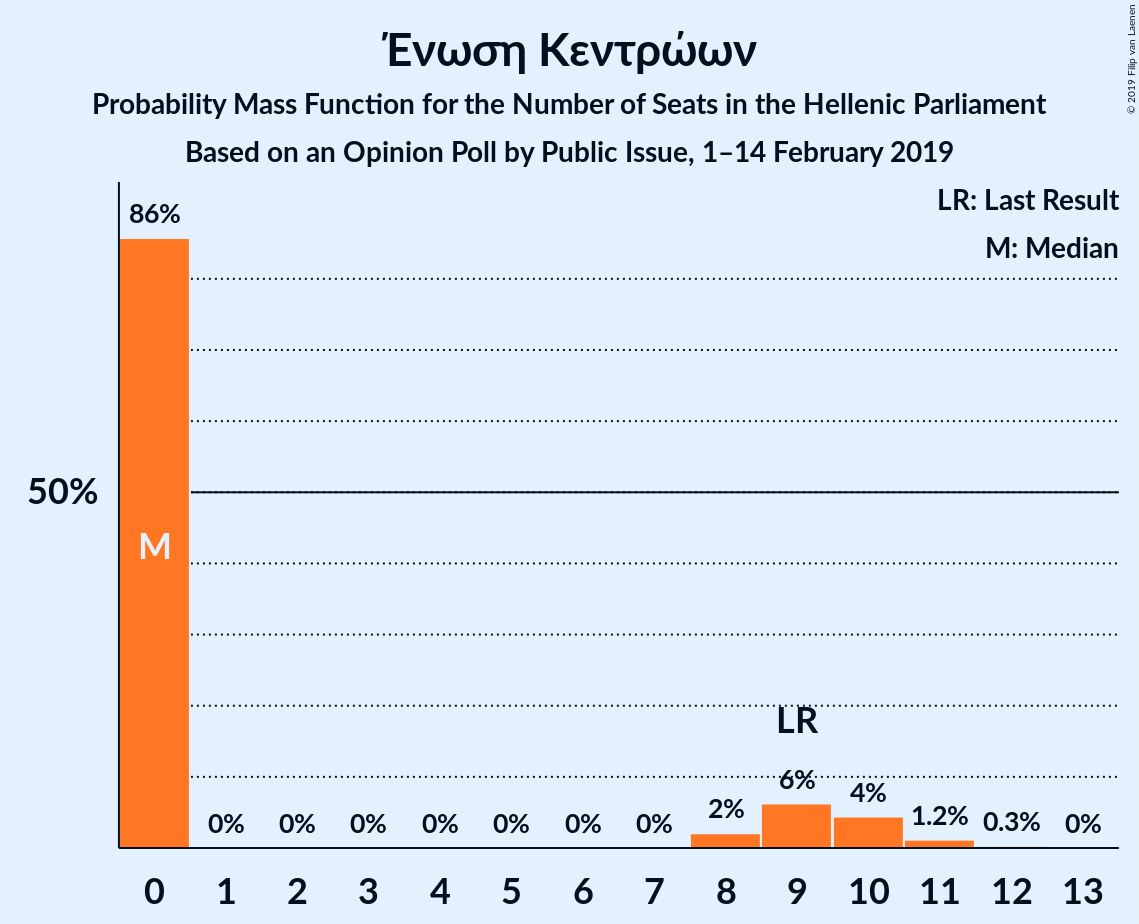 Ένωση Κεντρώων
Probability Mass Function for the Number of Seats in the Hellenic Parliament
Based on an Opinion Poll by Public Issue, 1–14 February 2019
© 2019 Filip van Laenen
LR: Last Result
M: Median
86%
50%
M
LR
0% 0% 0% 0% 0% 0% 0% 2% 6% 4% 1.2% 0.3% 0%
0 1 2 3 4 5 6 7 8 9 10 11 12 13